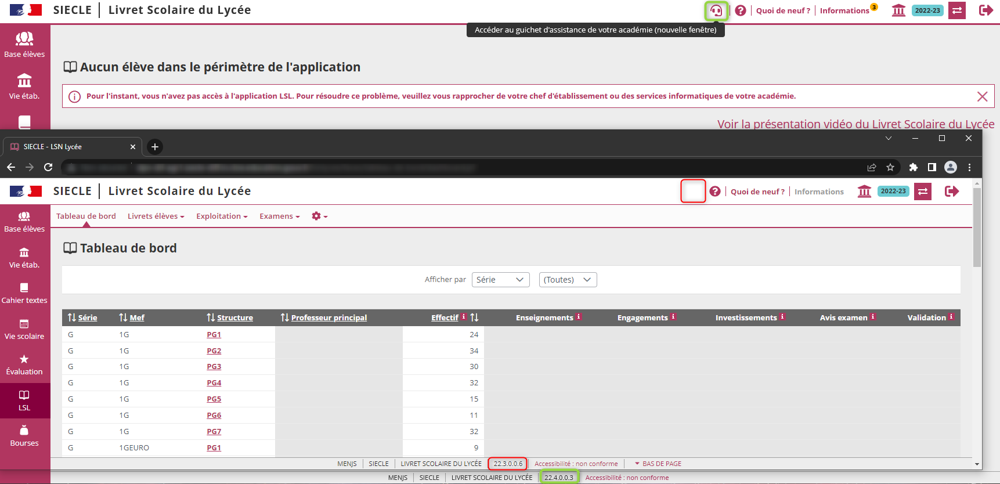 SIECLE | Livret Scolaire du Lycée
? | Quoi de neuf ? | Informations 3 2022-23
Accéder au guichet d'assistance de votre académie (nouvelle fenêtre)
Base élèves
Vie étab.
Aucun élève dans le périmètre de l'application
Pour l'instant, vous n'avez pas accès à l'application LSL. Pour résoudre ce problème, veuillez vous rapprocher de votre chef d'établissement ou des services informatiques de votre académie.
Voir la présentation vidéo du Livret Scolaire du Lycée
SIECLE - LSN Lycée
SIECLE | Livret Scolaire du Lycée
? | Quoi de neuf ? | Informations 2022-23
Base élèves
Vie étab.
Cahier textes
Vie scolaire
Évaluation
LSL
Bourses
Tableau de bord Livrets élèves Exploitation Examens
Tableau de bord
Afficher par Série (Toutes)
Série Mef Structure Professeur principal Effectif i Enseignements i Engagements i Investissements i Avis examen i Validation i
G 1G PG1 24
G 1G PG2 34
G 1G PG3 30
G 1G PG4 32
G 1G PG5 15
G 1G PG6 11
G 1G PG7 32
G 1GEURO PG1 9
MENJS | SIECLE | LIVRET SCOLAIRE DU LYCÉE 22.3.0.0.6 Accessibilité : non conforme | BAS DE PAGE
MENJS | SIECLE | LIVRET SCOLAIRE DU LYCÉE | 22.4.0.0.3 Accessibilité : non conforme